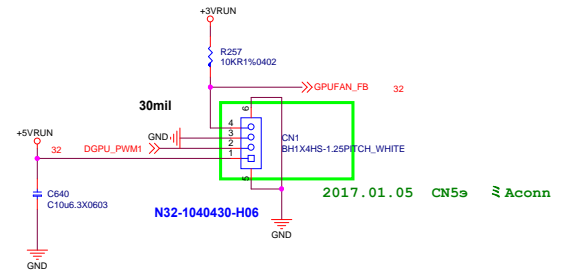 +3VRUN
R257
10KR1%0402
GPUFAN_FB 32
30mil
6
+5VRUN
32
DGPU_PWM1
GND
4
3
2
1
CN1
BH1X4HS-1.25PITCH_WHITE
5
C640
C10u6.3X0603
N32-1040430-H06
2017.01.05 CN5 Aconn
GND
GND